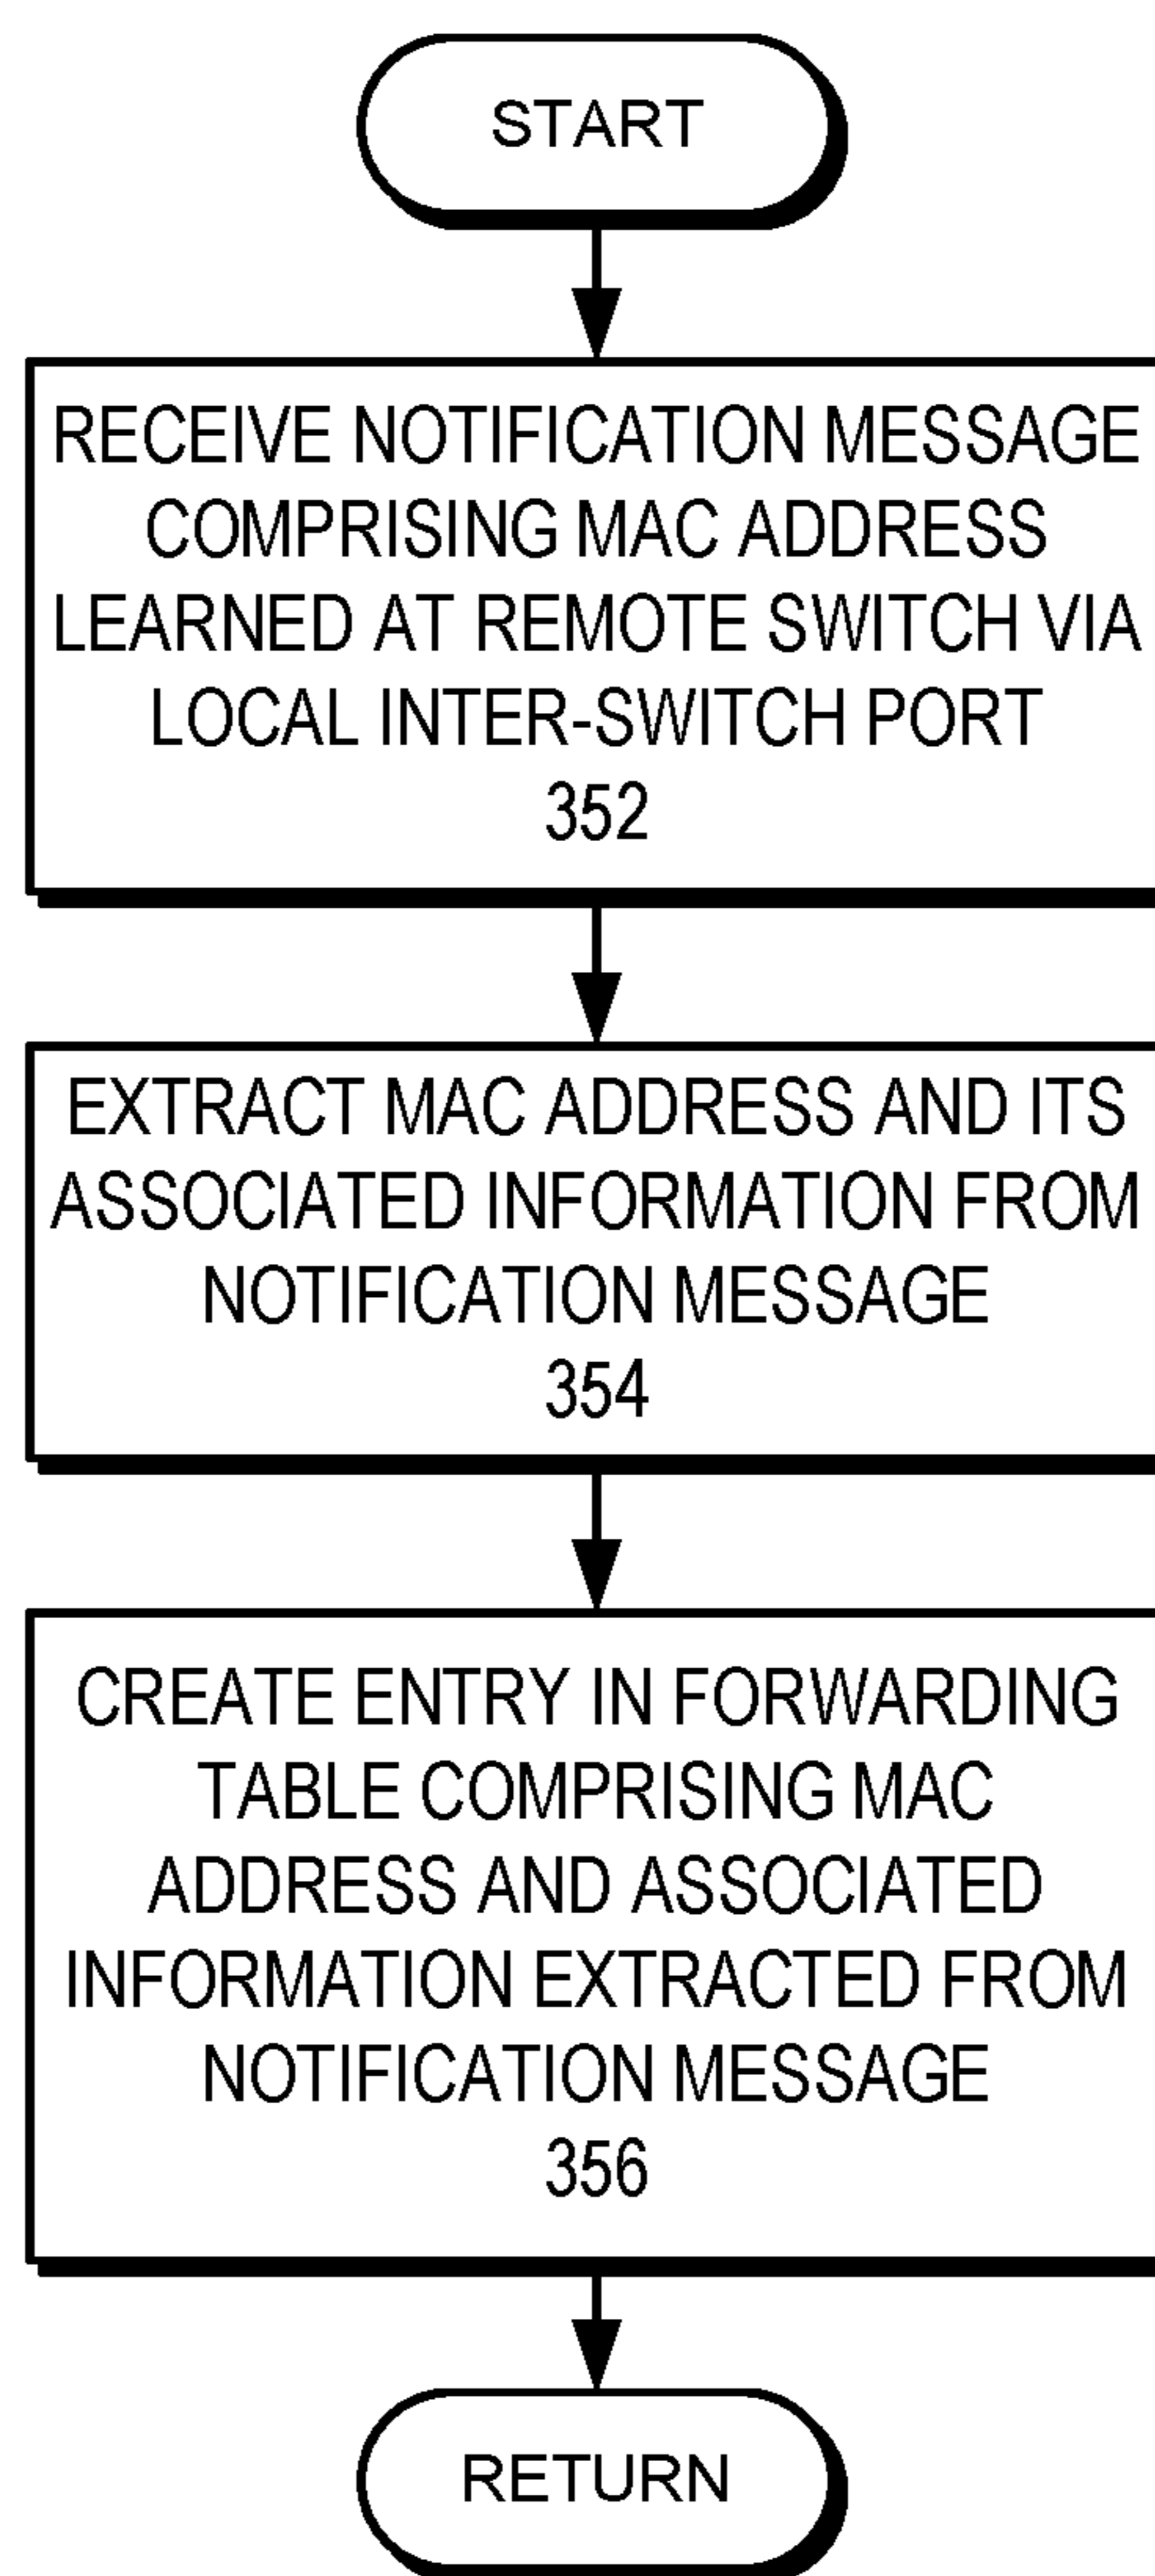 START
RECEIVE NOTIFICATION MESSAGE
COMPRISING MAC ADDRESS
LEARNED AT REMOTE SWITCH VIA
LOCAL INTER-SWITCH PORT
352
EXTRACT MAC ADDRESS AND ITS
ASSOCIATED INFORMATION FROM
NOTIFICATION MESSAGE
354
CREATE ENTRY IN FORWARDING
TABLE COMPRISING MAC
ADDRESS AND ASSOCIATED
INFORMATION EXTRACTED FROM
NOTIFICATION MESSAGE
356
RETURN